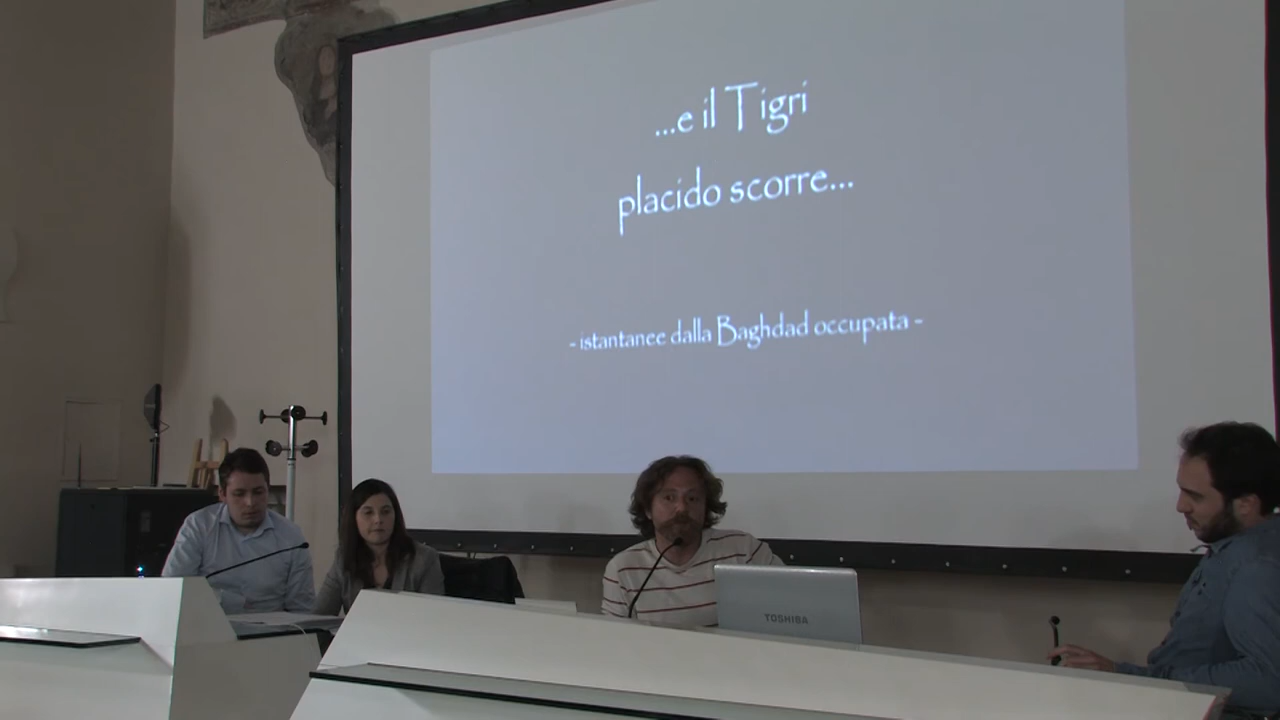 ...e il Tigri
placido scorre...
- istantanee dalla Baghdad occupata -
TOSHIBA